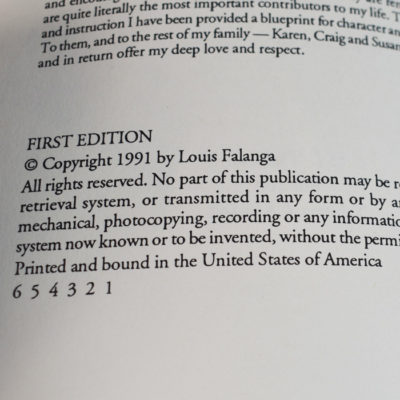 and encou
are quite literally the most important contributors to my life. T
and instruction I have been provided a blueprint for character an
To them, and to the rest of my family — Karen, Craig and Susan
and in return offer my deep love and respect.
FIRST EDITION
© Copyright 1991 by Louis Falanga
All rights reserved. No part of this publication may be r
retrieval system, or transmitted in any form or by a
mechanical, photocopying, recording or any informatio
system now known or to be invented, without the permi
Printed and bound in the United States of America
6 5 4 3 2 1